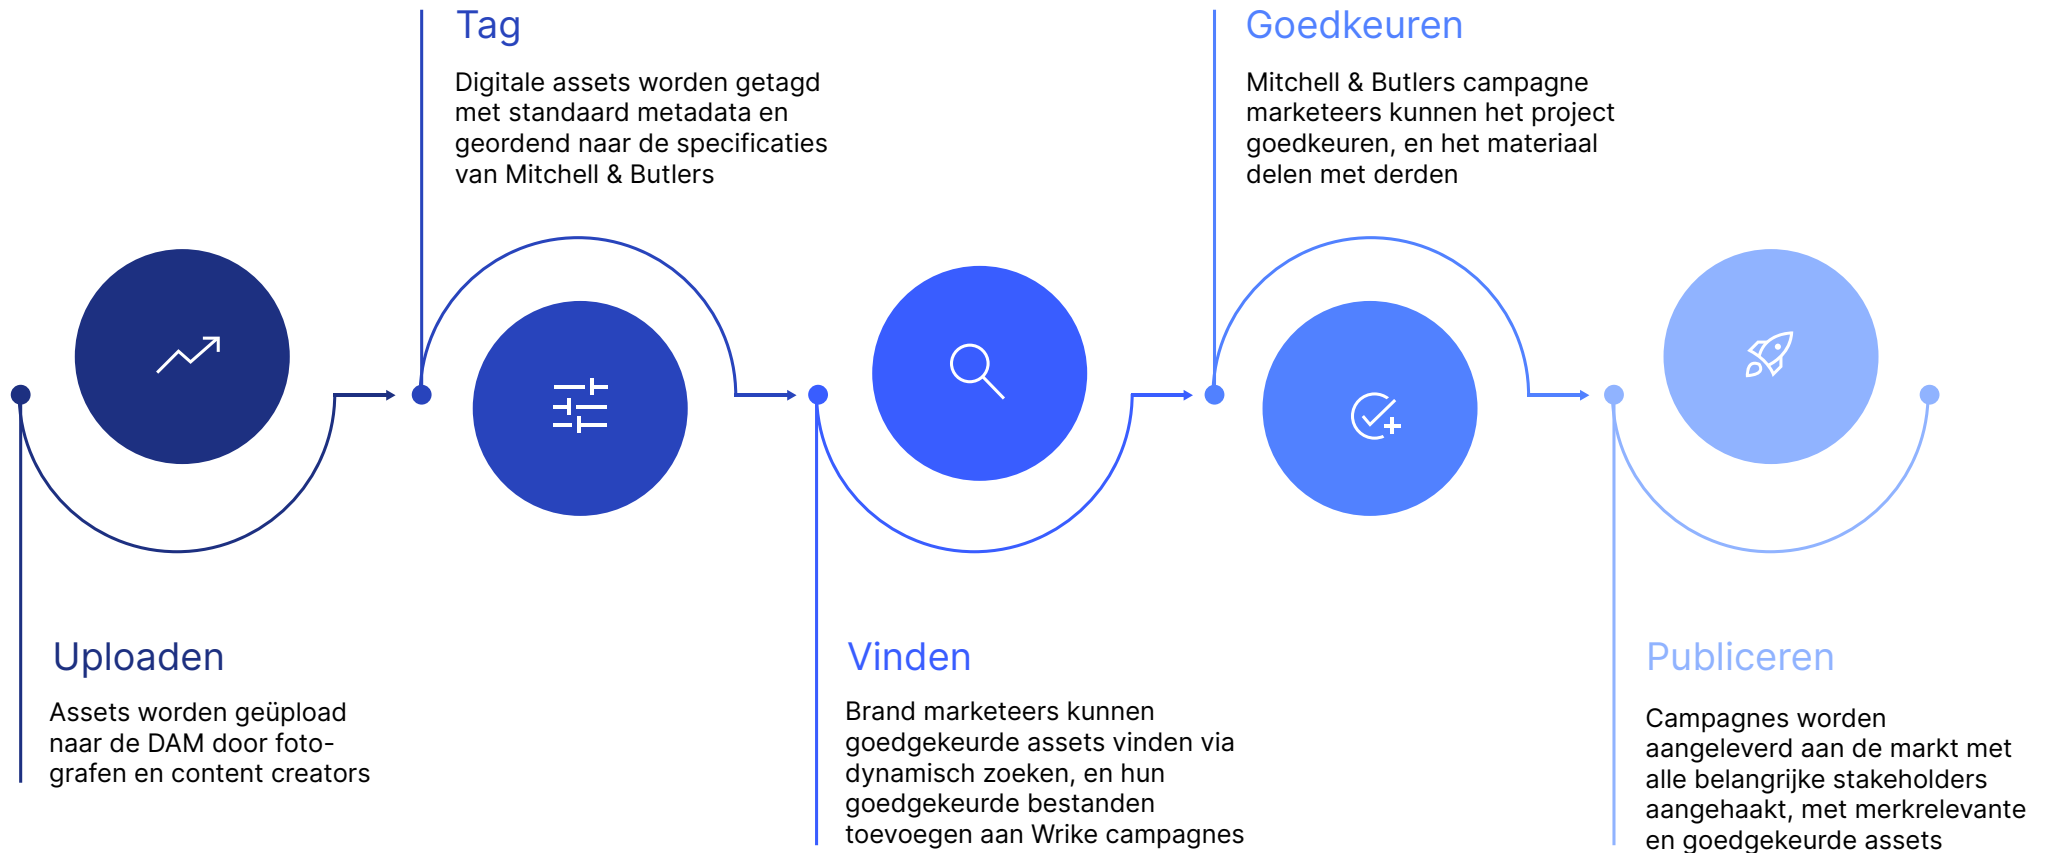 Uploaden
Assets worden geüpload
naar de DAM door foto-
grafen en content creators
Tag
Digitale assets worden getagd
met standaard metadata en
geordend naar de specificaties
van Mitchell & Butlers
Vinden
Brand marketeers kunnen
goedgekeurde assets vinden via
dynamisch zoeken, en hun
goedgekeurde bestanden
toevoegen aan Wrike campagnes
Goedkeuren
Mitchell & Butlers campagne
marketeers kunnen het project
goedkeuren, en het materiaal
delen met derden
Publiceren
Campagnes worden
aangeleverd aan de markt met
alle belangrijke stakeholders
aangehaakt, met merkrelevante
en goedgekeurde assets